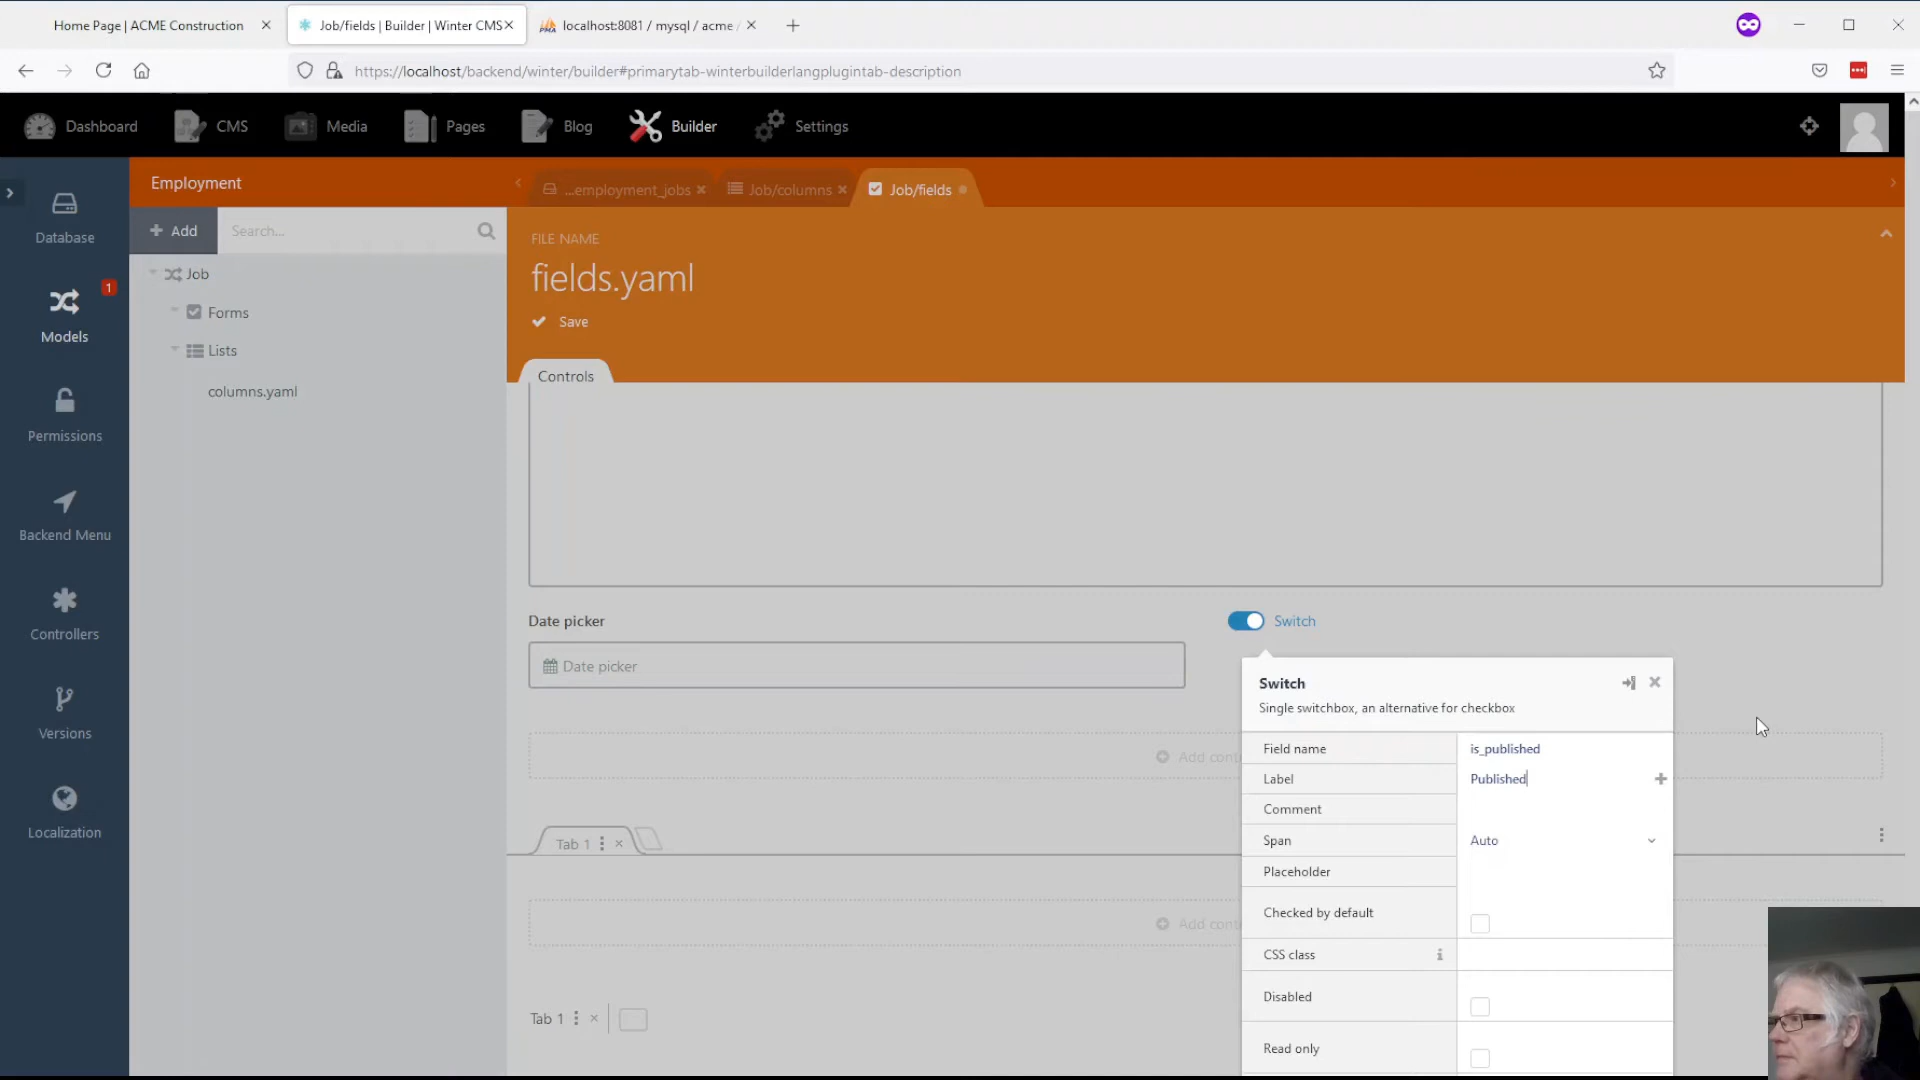 Home Page | ACME Construction
Job/fields | Builder | Winter CMS
localhost:8081 / mysql / acme /
https://localhost/backend/winter/builder#primarytab-winterbuilderlangplugintab-description
Dashboard
CMS
Media
Pages
Blog
Builder
Settings
Employment
...employment_jobs
Job/columns
Job/fields
Database
Add
Search...
FILE NAME
fields.yaml
Save
Job
Forms
Lists
columns.yaml
1
Models
Permissions
Backend Menu
Controllers
Versions
Localization
Controls
Date picker
Date picker
Switch
Switch
Single switchbox, an alternative for checkbox
Field name
is_published
Label
Published
Comment
Span
Auto
Placeholder
Checked by default
CSS class
Disabled
Read only
Add cont
Tab 1
Add cont
Tab 1